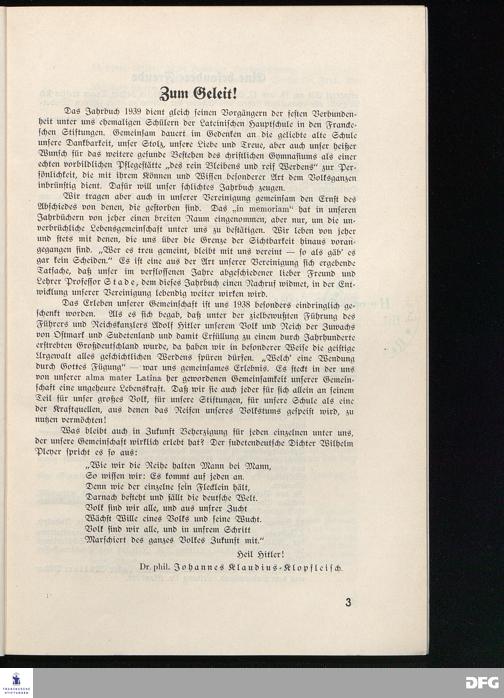 Zum Geleit!
Das Jahrbuch 1939 dient gleich seinen Vorgängern der festen Verbunden-
heit unter uns ehemaligen Schülern der Lateinischen Hauptschule in den Francke-
schen Stiftungen. Gemeinsam dauert im Gedenken an die geliebte alte Schule
unsere Dankbarkeit, unser Stolz, unsere Liebe und Treue, aber auch unser heißer
Wunsch für das weitere gesunde Bestehen des christlichen Gymnasiums als einer
echten vorbildlichen Pflegestätte „des rein Bleibens und reif Werdens“ zur Per-
sönlichkeit, die mit ihrem Können und Wissen besonderer Art dem Volksganzen
inbrünstig dient. Dafür will unser schlichtes Jahrbuch zeugen.
Wir tragen aber auch in unserer Vereinigung gemeinsam den Ernst des
Abschiedes von denen, die gestorben sind. Das „in memoriam“ hat in unseren
Jahrbüchern von jeher einen breiten Raum eingenommen, aber nur, um die un-
verbrüchliche Lebensgemeinschaft unter uns zu bestätigen. Wir leben von jeher
und stets mit denen, die uns über die Grenze der Sichtbarkeit hinaus voran-
gegangen sind. „Wer es treu gemeint, bleibt mit uns vereint — so als gäb' es
gar kein Scheiden.“ Es ist eine aus der Art unserer Vereinigung sich ergebende
Tatsache, daß unser im verflossenen Jahre abgeschiedener lieber Freund und
Lehrer Professor Stade, dem dieses Jahrbuch einen Nachruf widmet, in der Ent-
wicklung unserer Vereinigung lebendig weiter wirken wird.
Das Erleben unserer Gemeinschaft ist uns 1938 besonders eindringlich ge-
schenkt worden. Als es sich begab, daß unter der zielbewußten Führung des
Führers und Reichskanzlers Adolf Hitler unserem Volk und Reich der Zuwachs
von Ostmark und Sudetenland und damit Erfüllung zu einem durch Jahrhunderte
erstrebten Großdeutschland wurde, da haben wir in besonderer Weise die geistige
Urgewalt alles geschichtlichen Werdens spüren dürfen. „Welch' eine Wendung
durch Gottes Fügung“ — war uns gemeinsames Erlebnis. Es steckt in der uns
von unserer alma mater Latina her gewordenen Gemeinsamkeit unserer Gemein-
schaft eine ungeheure Lebenskraft. Daß wir sie auch jeder für sich allein an seinem
Teil für unser großes Volk, für unsere Stiftungen, für unsere Schule als eine
der Kraftquellen, aus denen das Reifen unseres Volkstums gespeist wird, zu
nutzen vermöchten!
Was bleibt auch in Zukunft Beherzigung für jeden einzelnen unter uns,
der unsere Gemeinschaft wirklich erlebt hat? Der sudetendeutsche Dichter Wilhelm
Pleyer spricht es so aus:
„Wie wir die Reihe halten Mann bei Mann,
So wissen wir: Es kommt auf jeden an.
Denn wie der einzelne sein Flecklein hält,
Darnach besteht und fällt die deutsche Welt.
Volk sind wir alle, und aus unsrer Zucht
Wächst Wille eines Volks und seine Wucht.
Volk sind wir alle, und in unsrem Schritt
Marschiert des ganzes Volkes Zukunft mit.“
Heil Hitler!
Dr. phil. Johannes Klaudius-Klopfleisch.
3
FRANCKESCHE
STIFTUNGEN
DFG